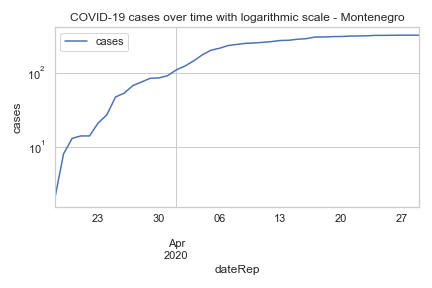 COVID-19 cases over time with logarithmic scale - Montenegro
cases
10²
10¹
cases
23 30 06 13 20 27
Apr
2020
dateRep